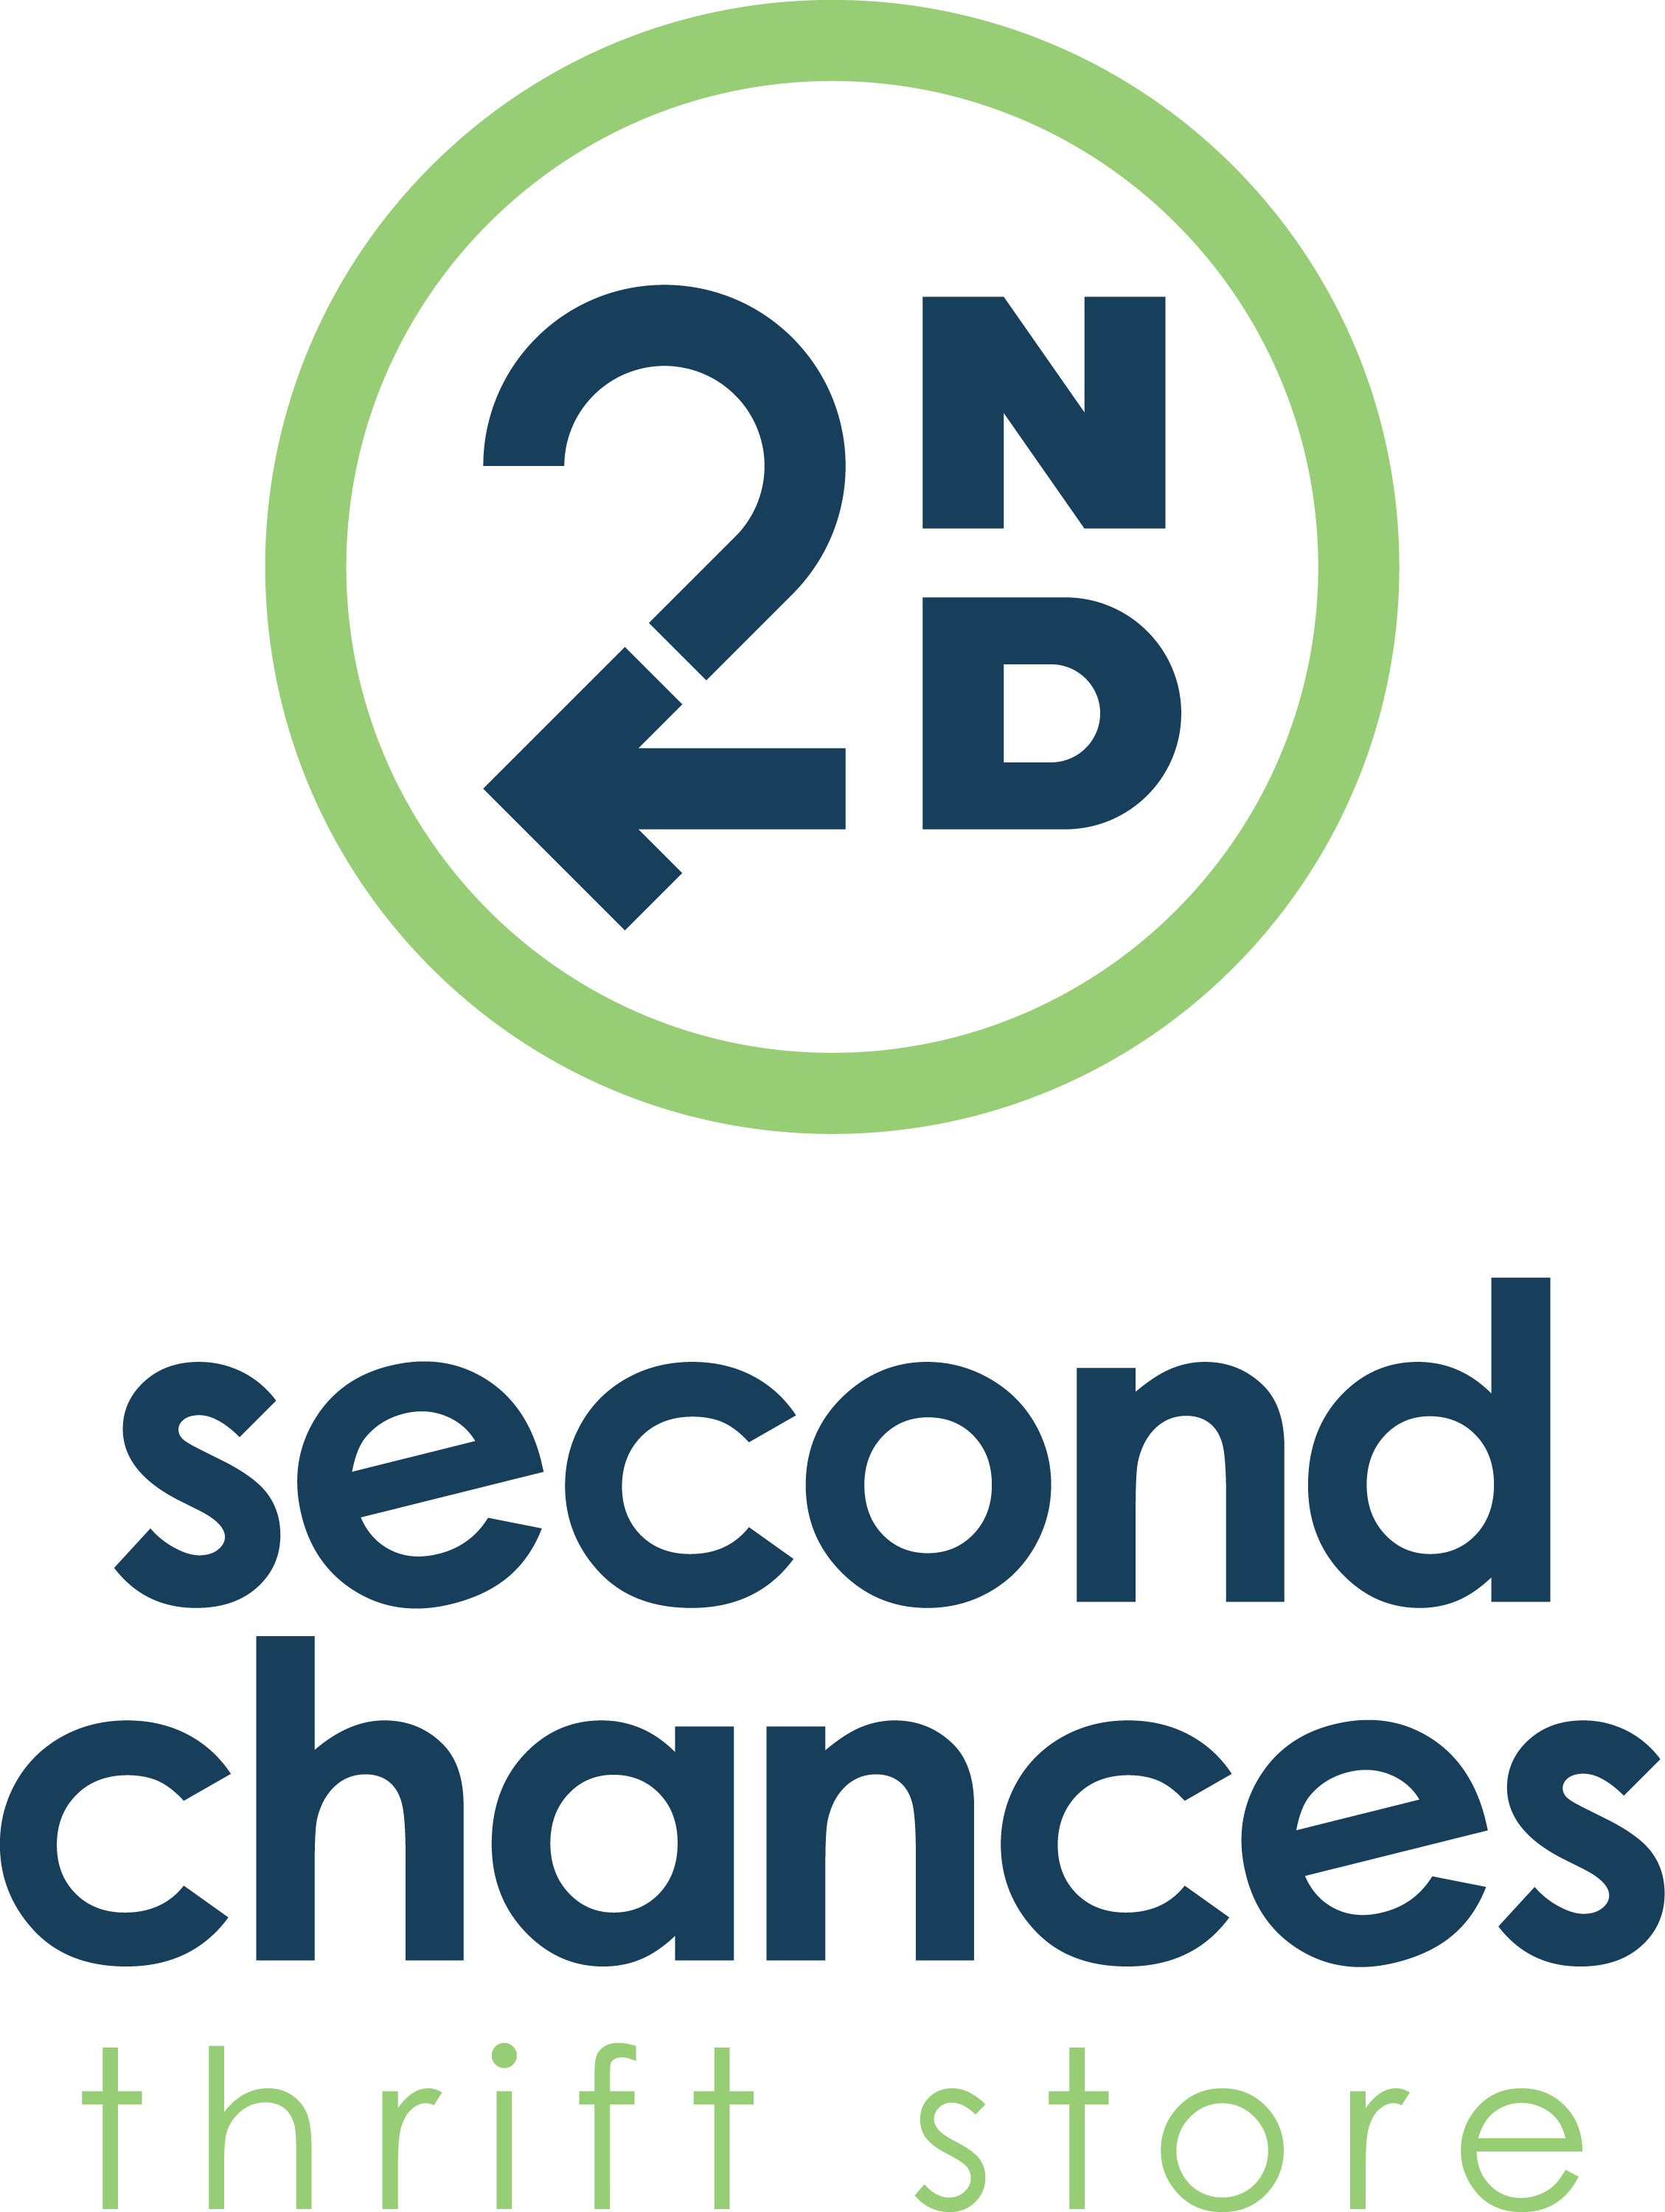 2ND
second
chances
thrift store